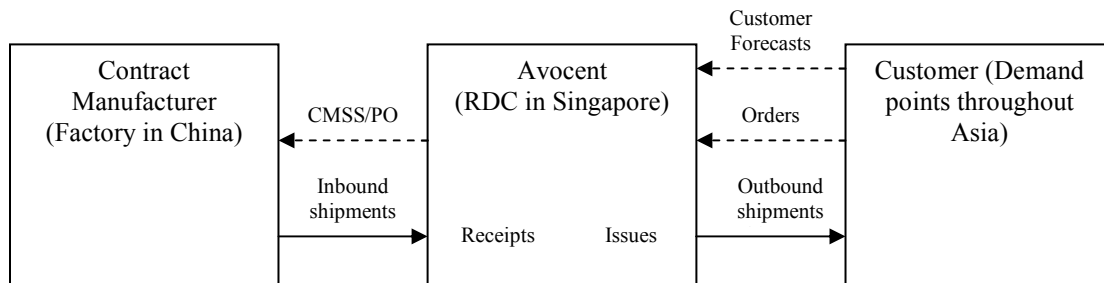 Contract
Manufacturer
(Factory in China)
CMSS/PO
Inbound
shipments
Avocent
(RDC in Singapore)
Receipts
Issues
Customer
Forecasts
Orders
Outbound
shipments
Customer (Demand
points throughout
Asia)